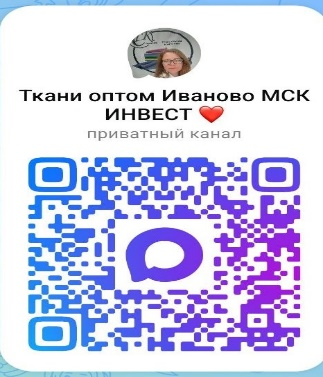 Ткани оптом Иваново МСК
ИНВЕСТ ❤️
приватный канал